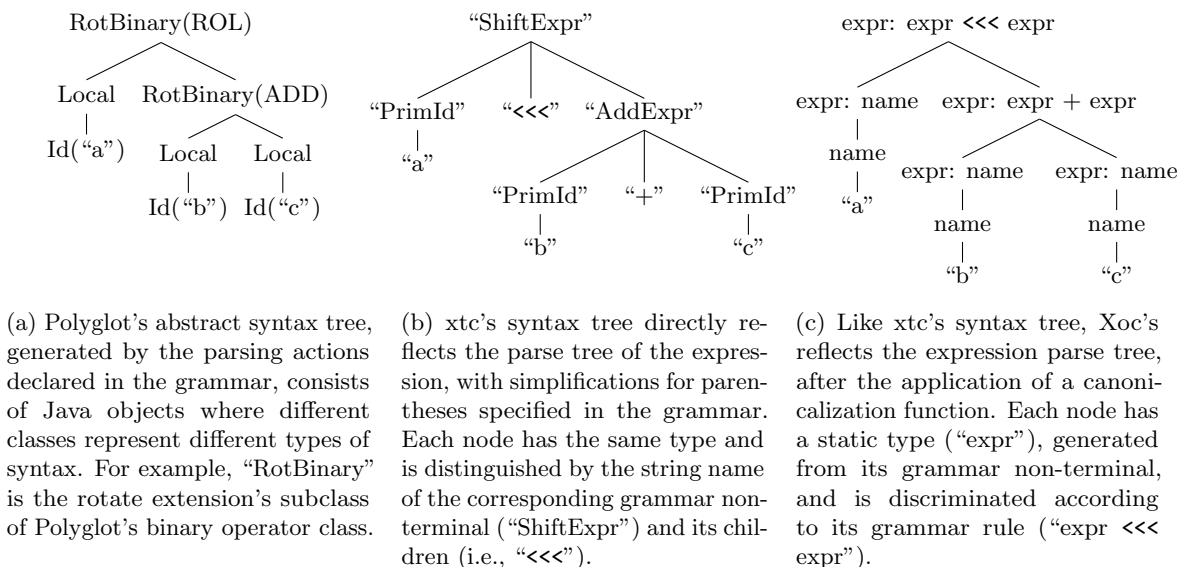 RotBinary(ROL)
Local RotBinary(ADD)
Id(“a”) Local Local
Id(“b”) Id(“c”)
“ShiftExpr”
“PrimId” “<<<” “AddExpr”
“a”
“PrimId” “+” “PrimId”
“b” “c”
expr: expr <<< expr
expr: name expr: expr + expr
name
expr: name expr: name
“a”
name name
“b” “c”
(a) Polyglot’s abstract syntax tree,
generated by the parsing actions
declared in the grammar, consists
of Java objects where different
classes represent different types of
syntax. For example, “RotBinary”
is the rotate extension’s subclass
of Polyglot’s binary operator class.
(b) xtc’s syntax tree directly re-
flects the parse tree of the expres-
sion, with simplifications for paren-
theses specified in the grammar.
Each node has the same type and
is distinguished by the string name
of the corresponding grammar non-
terminal (“ShiftExpr”) and its chil-
dren (i.e., “<<<”).
(c) Like xtc’s syntax tree, Xoc’s
reflects the expression parse tree,
after the application of a canoni-
calization function. Each node has
a static type (“expr”), generated
from its grammar non-terminal,
and is discriminated according
to its grammar rule (“expr <<<
expr”).